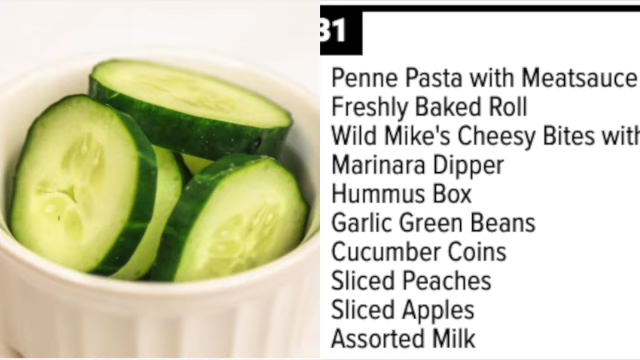 31
Penne Pasta with Meatsauce
Freshly Baked Roll
Wild Mike's Cheesy Bites with
Marinara Dipper
Hummus Box
Garlic Green Beans
Cucumber Coins
Sliced Peaches
Sliced Apples
Assorted Milk